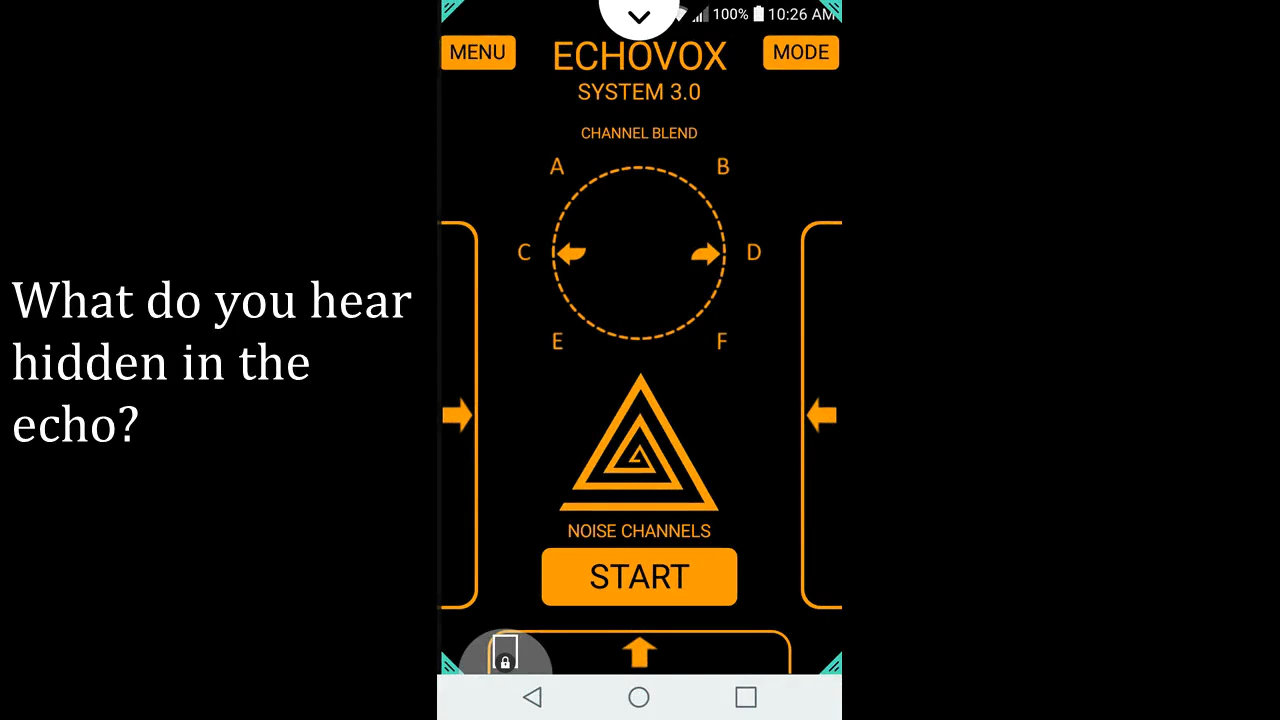 What do you hear
hidden in the
echo?
100% 10:26 AM
MENU ECHOVOX MODE
SYSTEM 3.0
CHANNEL BLEND
A B
C D
E F
NOISE CHANNELS
START